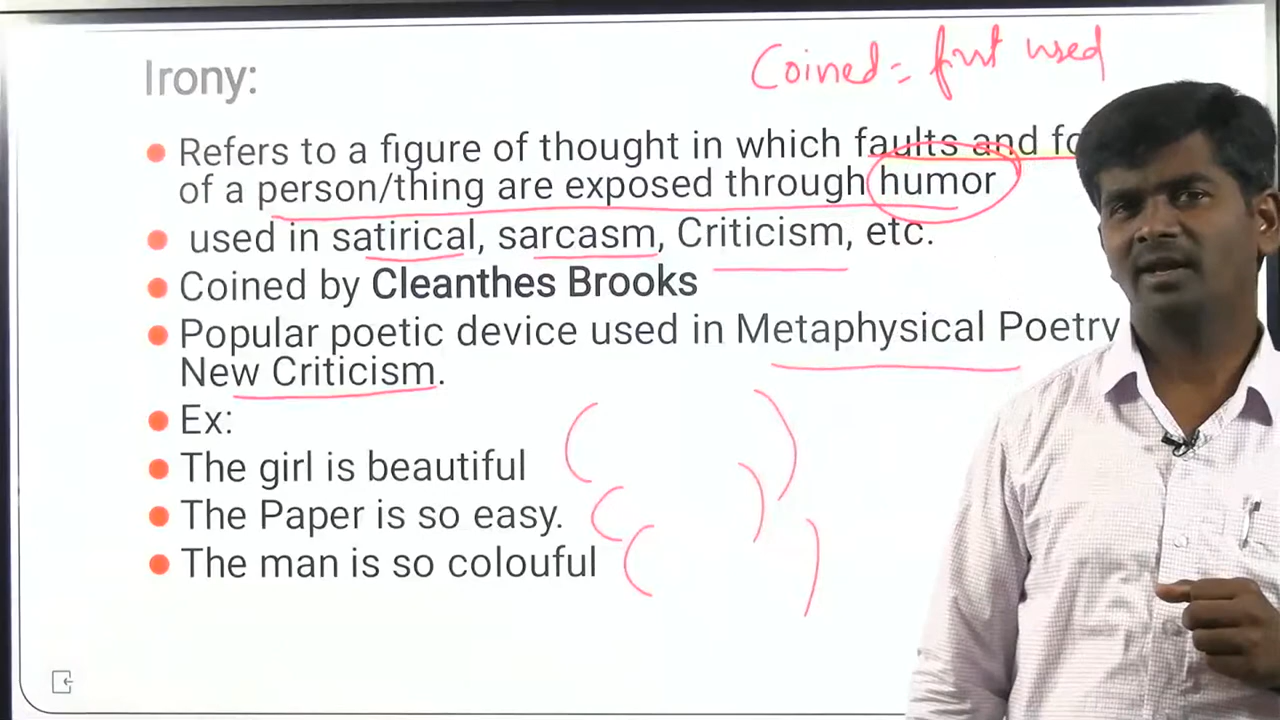 Coined = first used
Irony:
Refers to a figure of thought in which faults and
of a person/thing are exposed through humor
used in satirical, sarcasm, Criticism, etc.
Coined by Cleanthes Brooks
Popular poetic device used in Metaphysical Poetry
New Criticism.
Ex:
The girl is beautiful
The Paper is so easy.
The man is so colouful